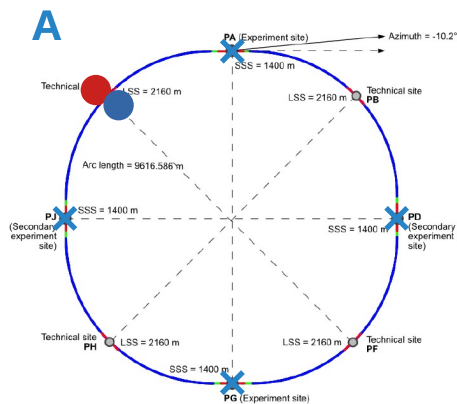 A
PA (Experiment site)
Azimuth = -10.2°
SSS = 1400 m
Technical
LSS = 2160 m
LSS = 2160 m
Technical site
PB
Arc length = 9616.586 m
PJ
SSS = 1400 m
(Secondary
experiment
site)
SSS = 1400 m
PD
(Secondary
experiment
site)
Technical site
PH
LSS = 2160 m
LSS = 2160 m
Technical site
PF
SSS = 1400 m
PG (Experiment site)